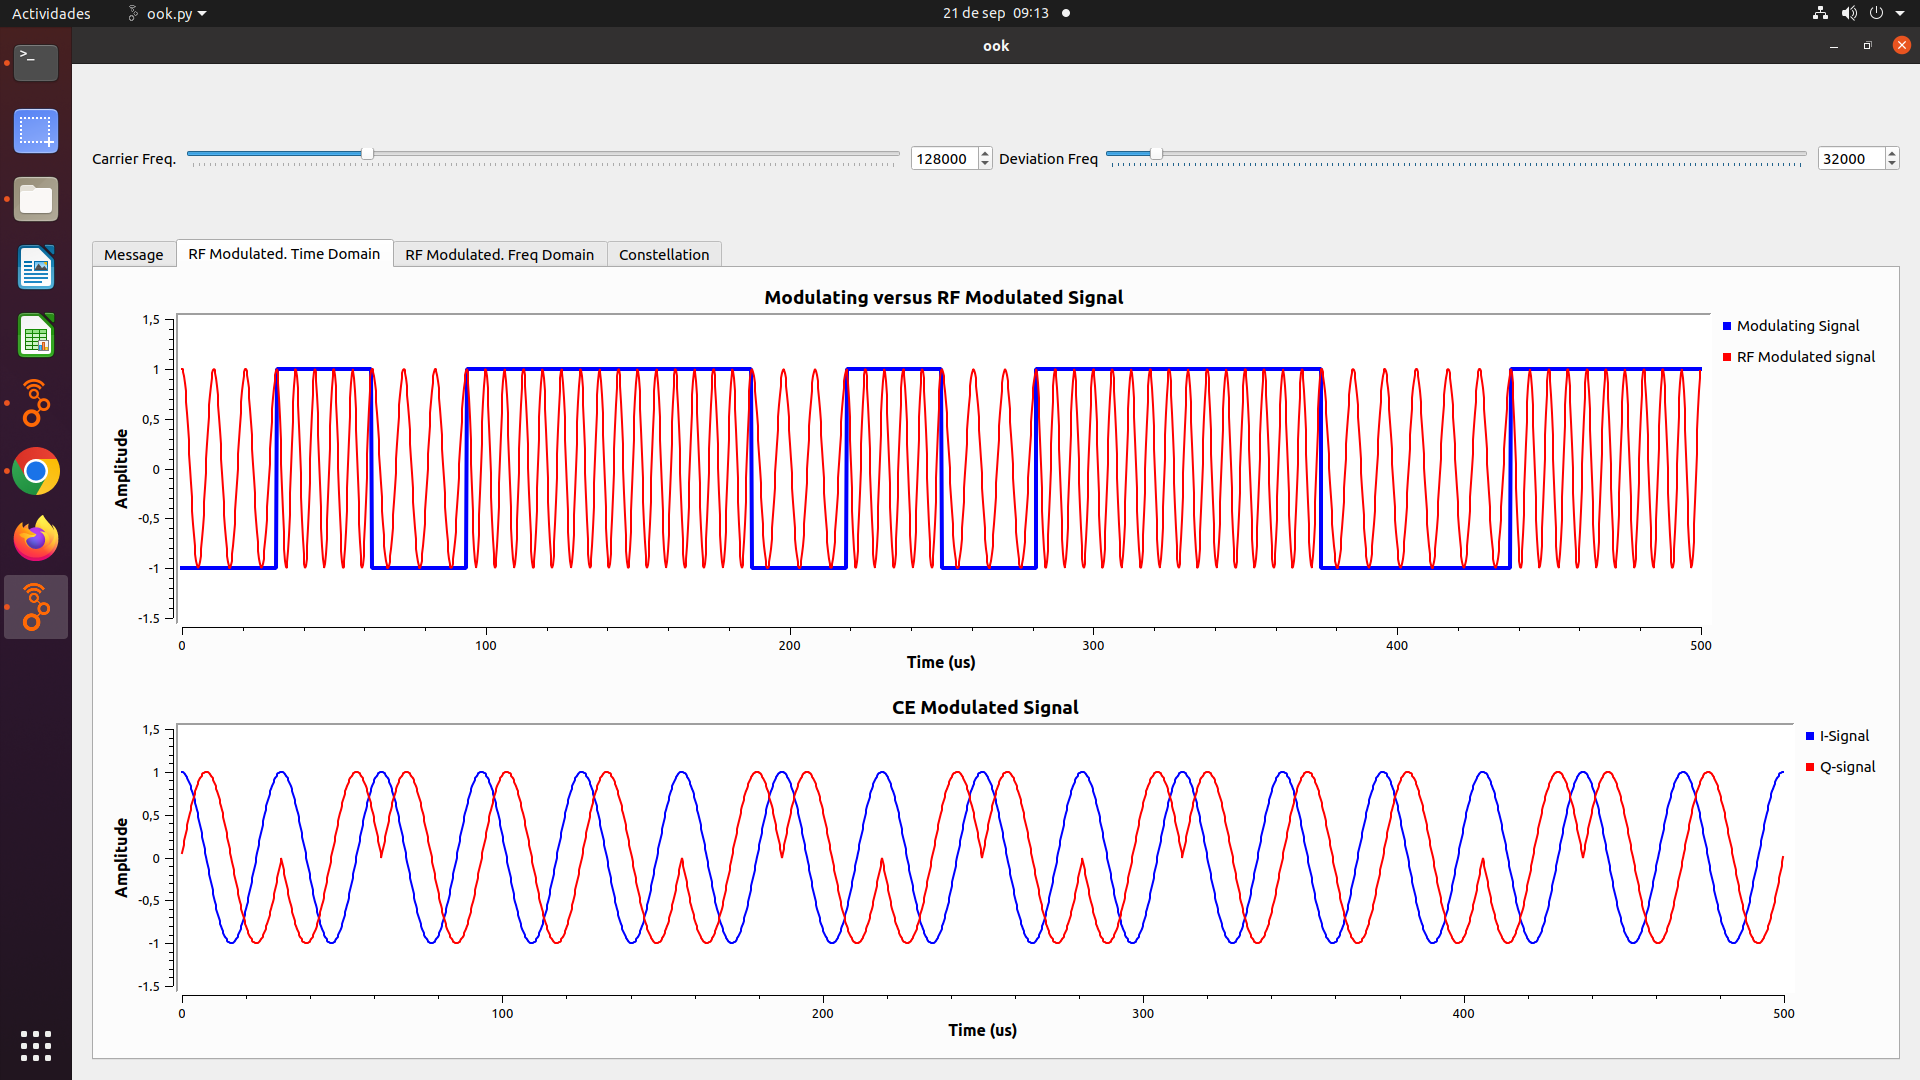 Actividades ook.py 21 de sep 09:13
ook
>_
Carrier Freq. 128000 Deviation Freq 32000
Message RF Modulated. Time Domain RF Modulated. Freq Domain Constellation
Modulating versus RF Modulated Signal
1,5
1
0,5
0
-0,5
-1
-1.5
Amplitude
Modulating Signal
RF Modulated signal
0 100 200 300 400 500
Time (us)
CE Modulated Signal
1,5
1
0,5
0
-0,5
-1
-1.5
Amplitude
I-Signal
Q-signal
0 100 200 300 400 500
Time (us)